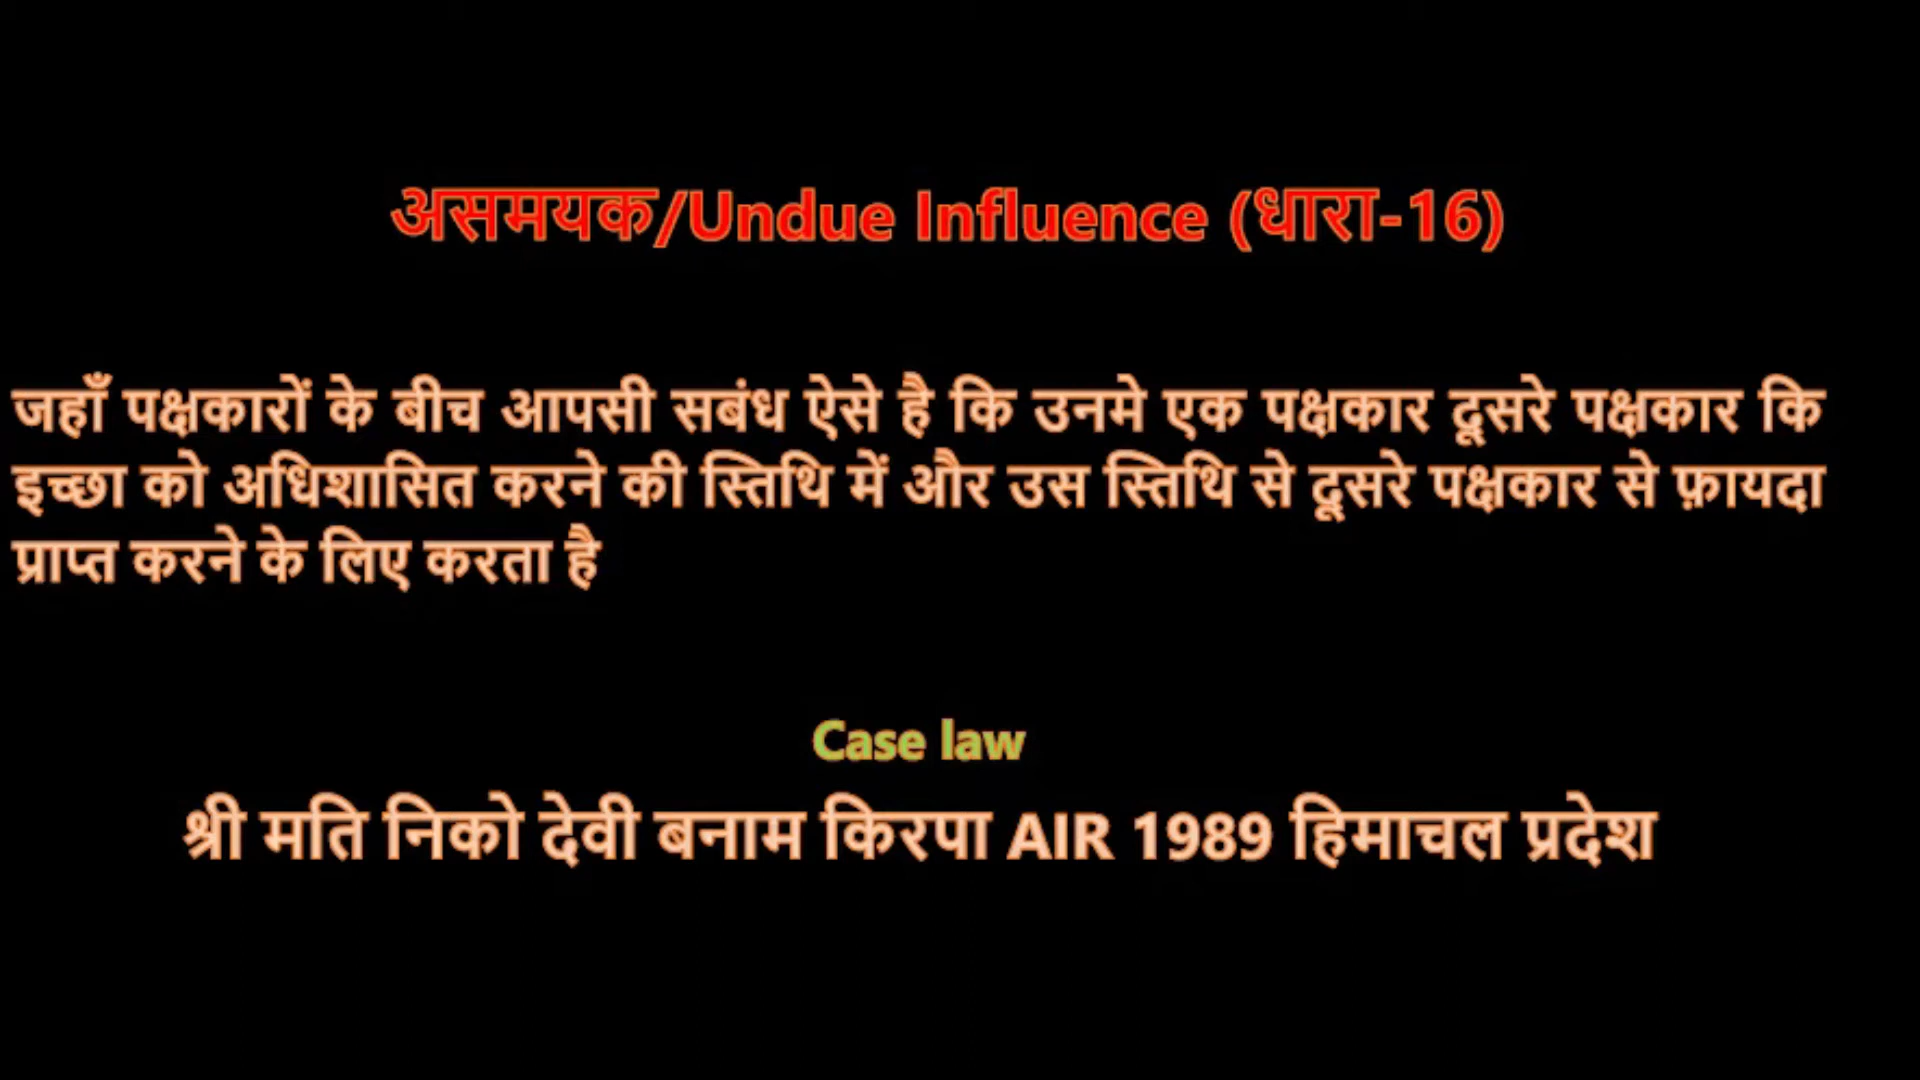 असमयक/Undue Influence (धारा-16)
जहाँ पक्षकारों के बीच आपसी सबंध ऐसे है कि उनमे एक पक्षकार दूसरे पक्षकार कि
इच्छा को अधिशासित करने की स्तिथि में और उस स्तिथि से दूसरे पक्षकार से फ़ायदा
प्राप्त करने के लिए करता है
Case law
श्री मति निको देवी बनाम किरपा AIR 1989 हिमाचल प्रदेश